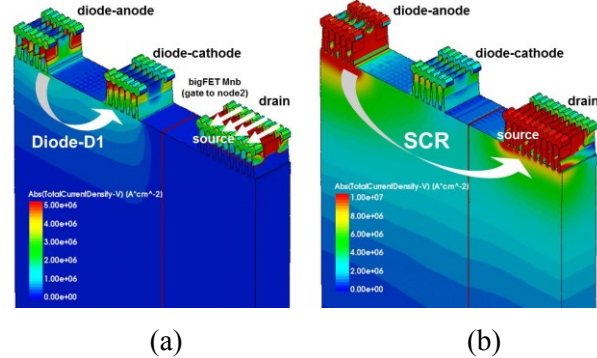 diode-anode
diode-cathode
bigFET Mnb
(gate to node2)
drain
source
Diode-D1
Abs(TotalCurrentDensity-V) (A*cm^-2)
5.00e+06
4.00e+06
3.00e+06
2.00e+06
1.00e+06
0.00e+00
(a)
diode-anode
diode-cathode
drain
source
SCR
Abs(TotalCurrentDensity-V) (A*cm^-2)
1.00e+07
8.00e+06
6.00e+06
4.00e+06
2.00e+06
0.00e+00
(b)